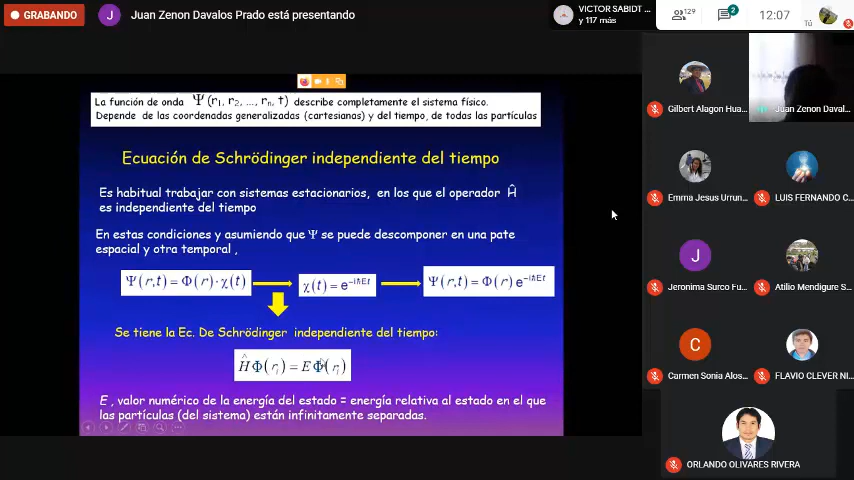 GRABANDO
J
Juan Zenon Davalos Prado está presentando
VICTOR SABIDT ...
y 117 más
129
2
12:07
Tú
La función de onda Ψ(r1, r2, ..., rn, t) describe completamente el sistema físico.
Depende de las coordenadas generalizadas (cartesianas) y del tiempo, de todas las partículas
Ecuación de Schrödinger independiente del tiempo
Es habitual trabajar con sistemas estacionarios, en los que el operador Ĥ
es independiente del tiempo
En estas condiciones y asumiendo que Ψ se puede descomponer en una pate
espacial y otra temporal ,
Ψ(r,t) = Φ(r)·χ(t)
χ(t) = e^-iħEt
Ψ(r,t) = Φ(r) e^-iħEt
Se tiene la Ec. De Schrödinger independiente del tiempo:
ĤΦ(ri) = EΦ(ri)
E , valor numérico de la energía del estado = energía relativa al estado en el que
las partículas (del sistema) están infinitamente separadas.
Gilbert Alagon Hua...
Juan Zenon Daval...
Emma Jesus Urrun...
LUIS FERNANDO C...
J
Jeronima Surco Fu...
Atilio Mendigure S...
C
Carmen Sonia Alos...
FLAVIO CLEVER NI...
ORLANDO OLIVARES RIVERA